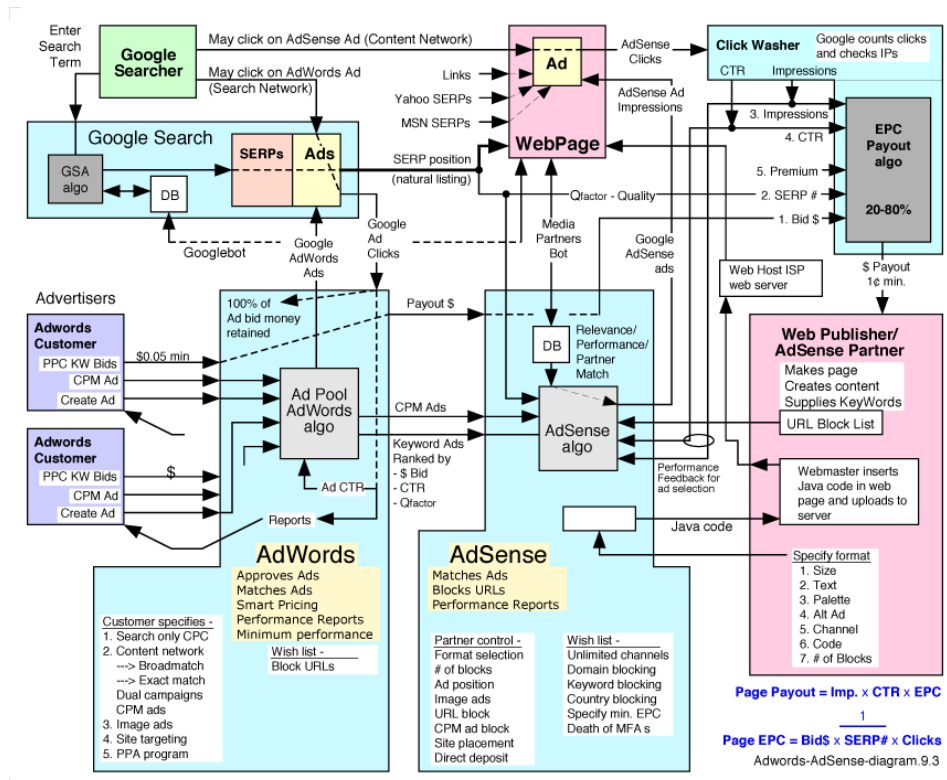 Enter
Search
Term
Google
Searcher
May click on AdSense Ad (Content Network)
May click on AdWords Ad
(Search Network)
Links
Yahoo SERPs
MSN SERPs
Ad
WebPage
AdSense
Clicks
AdSense Ad
Impressions
Click Washer
Google counts clicks
and checks IPs
CTR
Impressions
3. Impressions
4. CTR
5. Premium
2. SERP #
1. Bid $
EPC
Payout
algo
20-80%
Google Search
GSA
algo
DB
SERPs
Ads
SERP position
(natural listing)
Qfactor - Quality
Googlebot
Google
AdWords
Ads
Google
Ad
Clicks
Media
Partners
Bot
Google
AdSense
ads
Web Host ISP
web server
$ Payout
1¢ min.
Advertisers
Adwords
Customer
PPC KW Bids
CPM Ad
Create Ad
$0.05 min
Adwords
Customer
PPC KW Bids
CPM Ad
Create Ad
$
100% of
Ad bid money
retained
Payout $
Ad Pool
AdWords
algo
Ad CTR
Reports
CPM Ads
Keyword Ads
Ranked by
- $ Bid
- CTR
- Qfactor
DB
Relevance/
Performance/
Partner
Match
AdSense
algo
Performance
Feedback for
ad selection
Java code
Web Publisher/
AdSense Partner
Makes page
Creates content
Supplies KeyWords
URL Block List
Webmaster inserts
Java code in web
page and uploads to
server
Specify format
1. Size
2. Text
3. Palette
4. Alt Ad
5. Channel
6. Code
7. # of Blocks
AdWords
Approves Ads
Matches Ads
Smart Pricing
Performance Reports
Minimum performance
Wish list -
Block URLs
Customer specifies -
1. Search only CPC
2. Content network
---> Broadmatch
---> Exact match
Dual campaigns
CPM ads
3. Image ads
4. Site targeting
5. PPA program
AdSense
Matches Ads
Blocks URLs
Performance Reports
Partner control -
Format selection
# of blocks
Ad position
Image ads
URL block
CPM ad block
Site placement
Direct deposit
Wish list -
Unlimited channels
Domain blocking
Keyword blocking
Country blocking
Specify min. EPC
Death of MFA s
Page Payout = Imp. x CTR x EPC
1
Page EPC = Bid$ x SERP# x Clicks
Adwords-AdSense-diagram.9.3